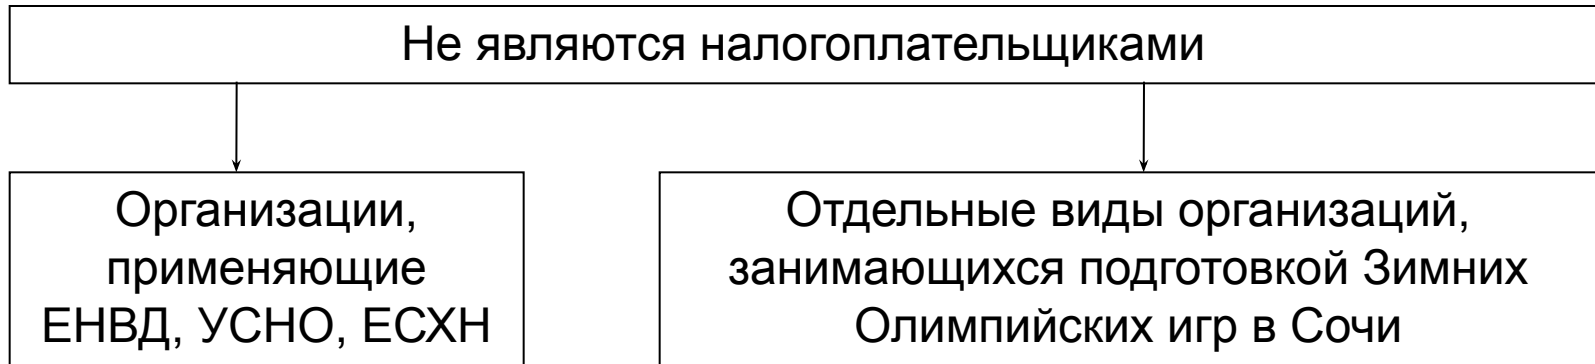 Не являются налогоплательщиками
Организации,
применяющие
ЕНВД, УСНО, ЕСХН
Отдельные виды организаций,
занимающихся подготовкой Зимних
Олимпийских игр в Сочи